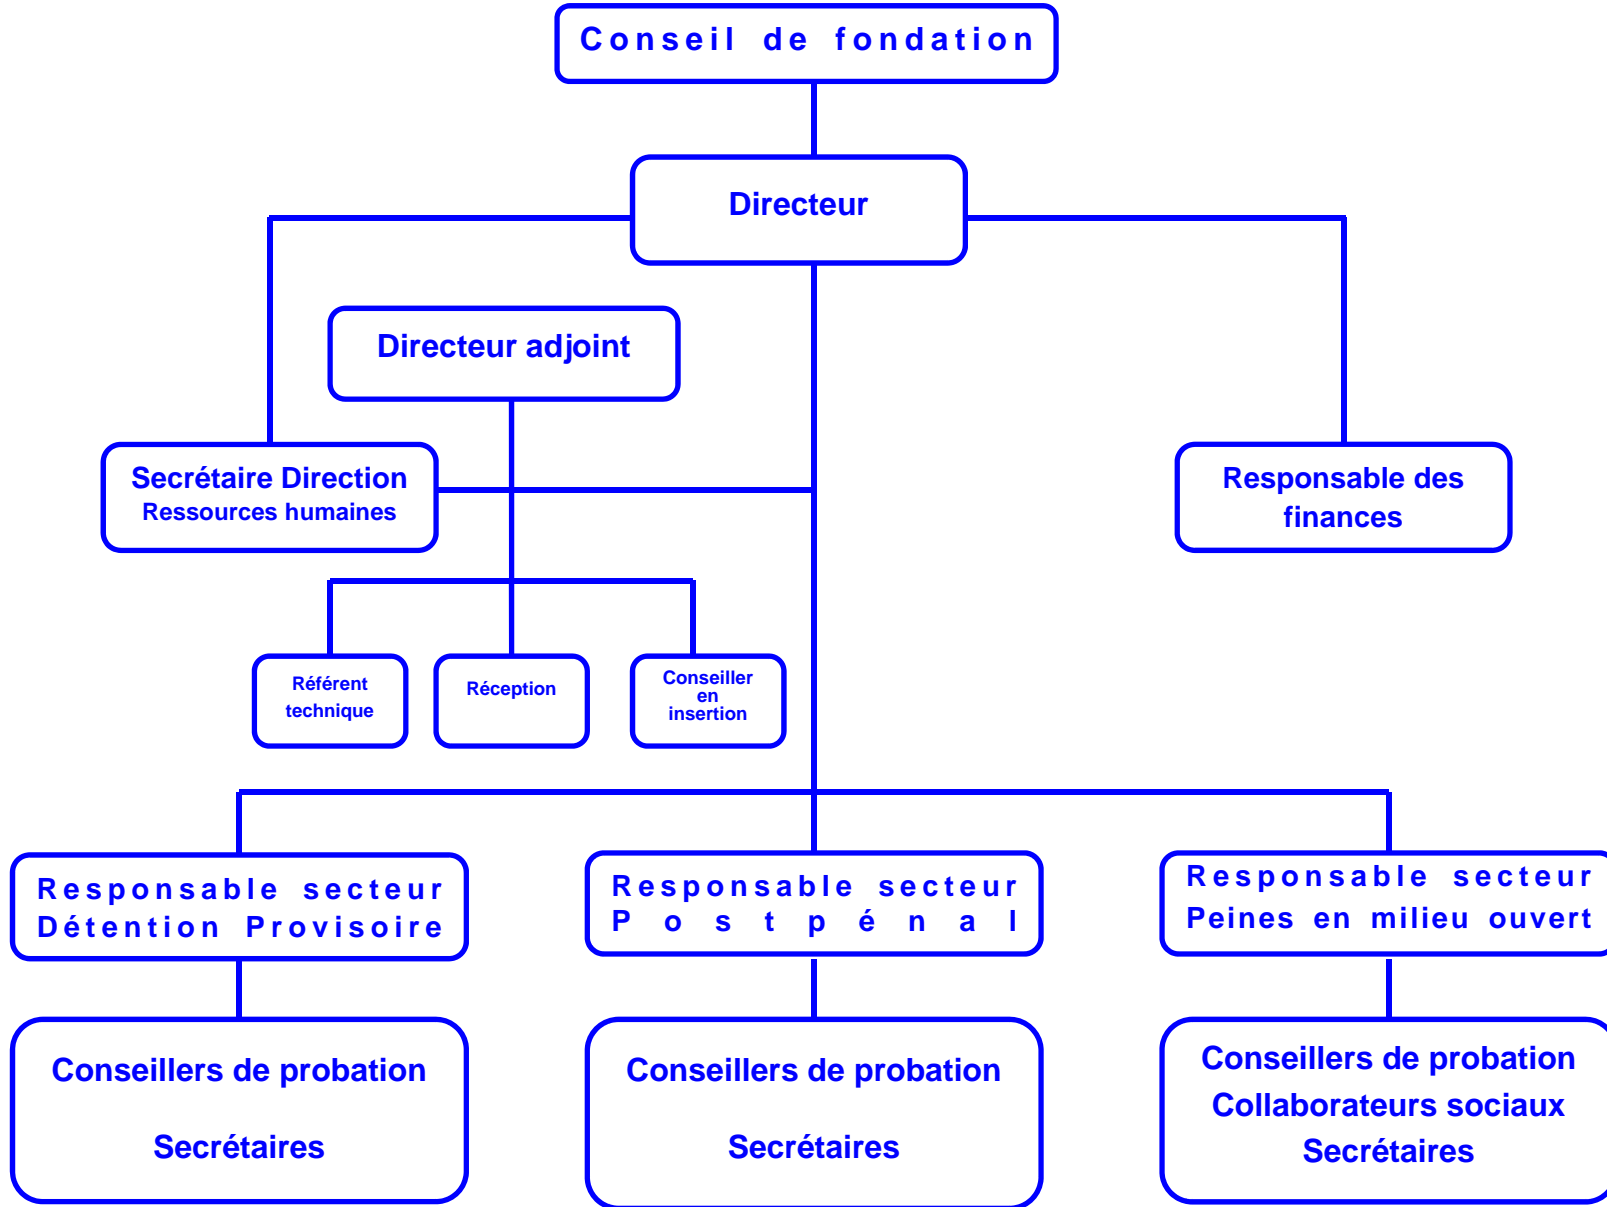 Conseil de fondation
Directeur
Directeur adjoint
Secrétaire Direction
Ressources humaines
Responsable des
finances
Référent
technique
Réception
Conseiller
en
insertion
Responsable secteur
Détention Provisoire
Responsable secteur
Postpénal
Responsable secteur
Peines en milieu ouvert
Conseillers de probation
Secrétaires
Conseillers de probation
Secrétaires
Conseillers de probation
Collaborateurs sociaux
Secrétaires